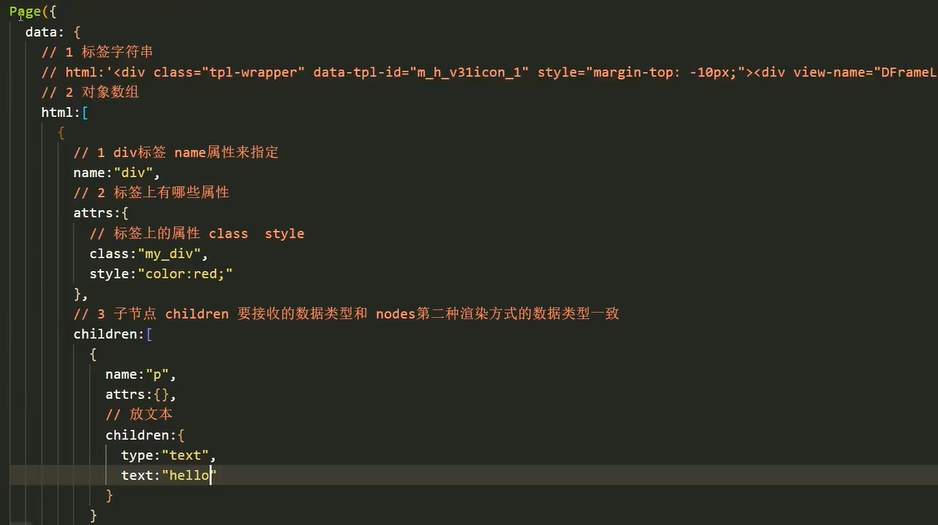 Page({
data: {
// 1 标签字符串
// html:'<div class="tpl-wrapper" data-tpl-id="m_h_v31icon_1" style="margin-top: -10px;"><div view-name="DFrameL
// 2 对象数组
html:[
{
// 1 div标签 name属性来指定
name:"div",
// 2 标签上有哪些属性
attrs:{
// 标签上的属性 class  style
class:"my_div",
style:"color:red;"
},
// 3 子节点 children 要接收的数据类型和 nodes第二种渲染方式的数据类型一致
children:[
{
name:"p",
attrs:{},
// 放文本
children:{
type:"text",
text:"hello"
}
}